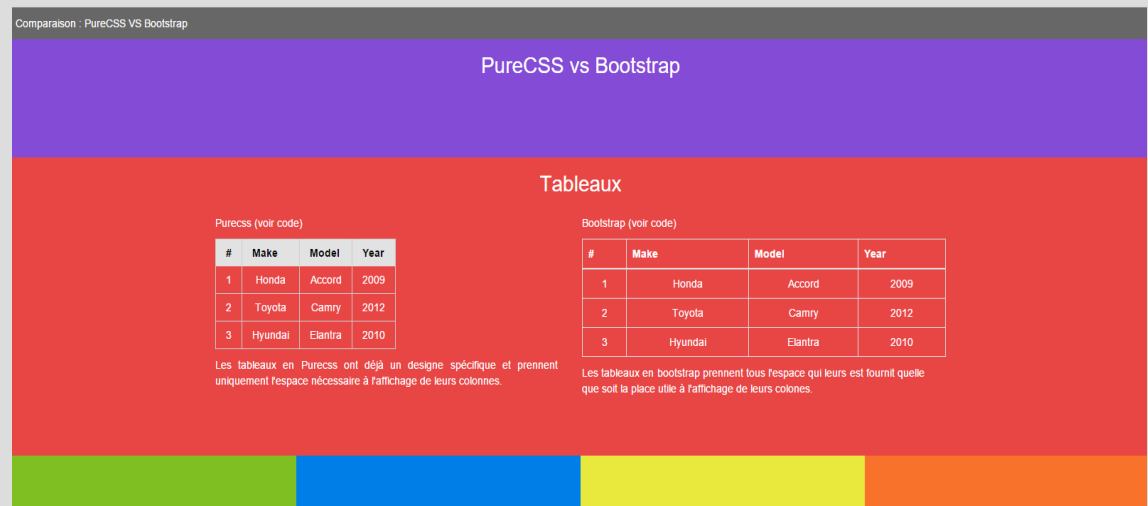 Comparaison : PureCSS VS Bootstrap
PureCSS vs Bootstrap
Tableaux
Purecss (voir code)
# Make Model Year
1 Honda Accord 2009
2 Toyota Camry 2012
3 Hyundai Elantra 2010
Les tableaux en Purecss ont déjà un designe spécifique et prennent
uniquement l'espace nécessaire à l'affichage de leurs colonnes.
Bootstrap (voir code)
# Make Model Year
1 Honda Accord 2009
2 Toyota Camry 2012
3 Hyundai Elantra 2010
Les tableaux en bootstrap prennent tous l'espace qui leurs est fournit quelle
que soit la place utile à l'affichage de leurs colones.